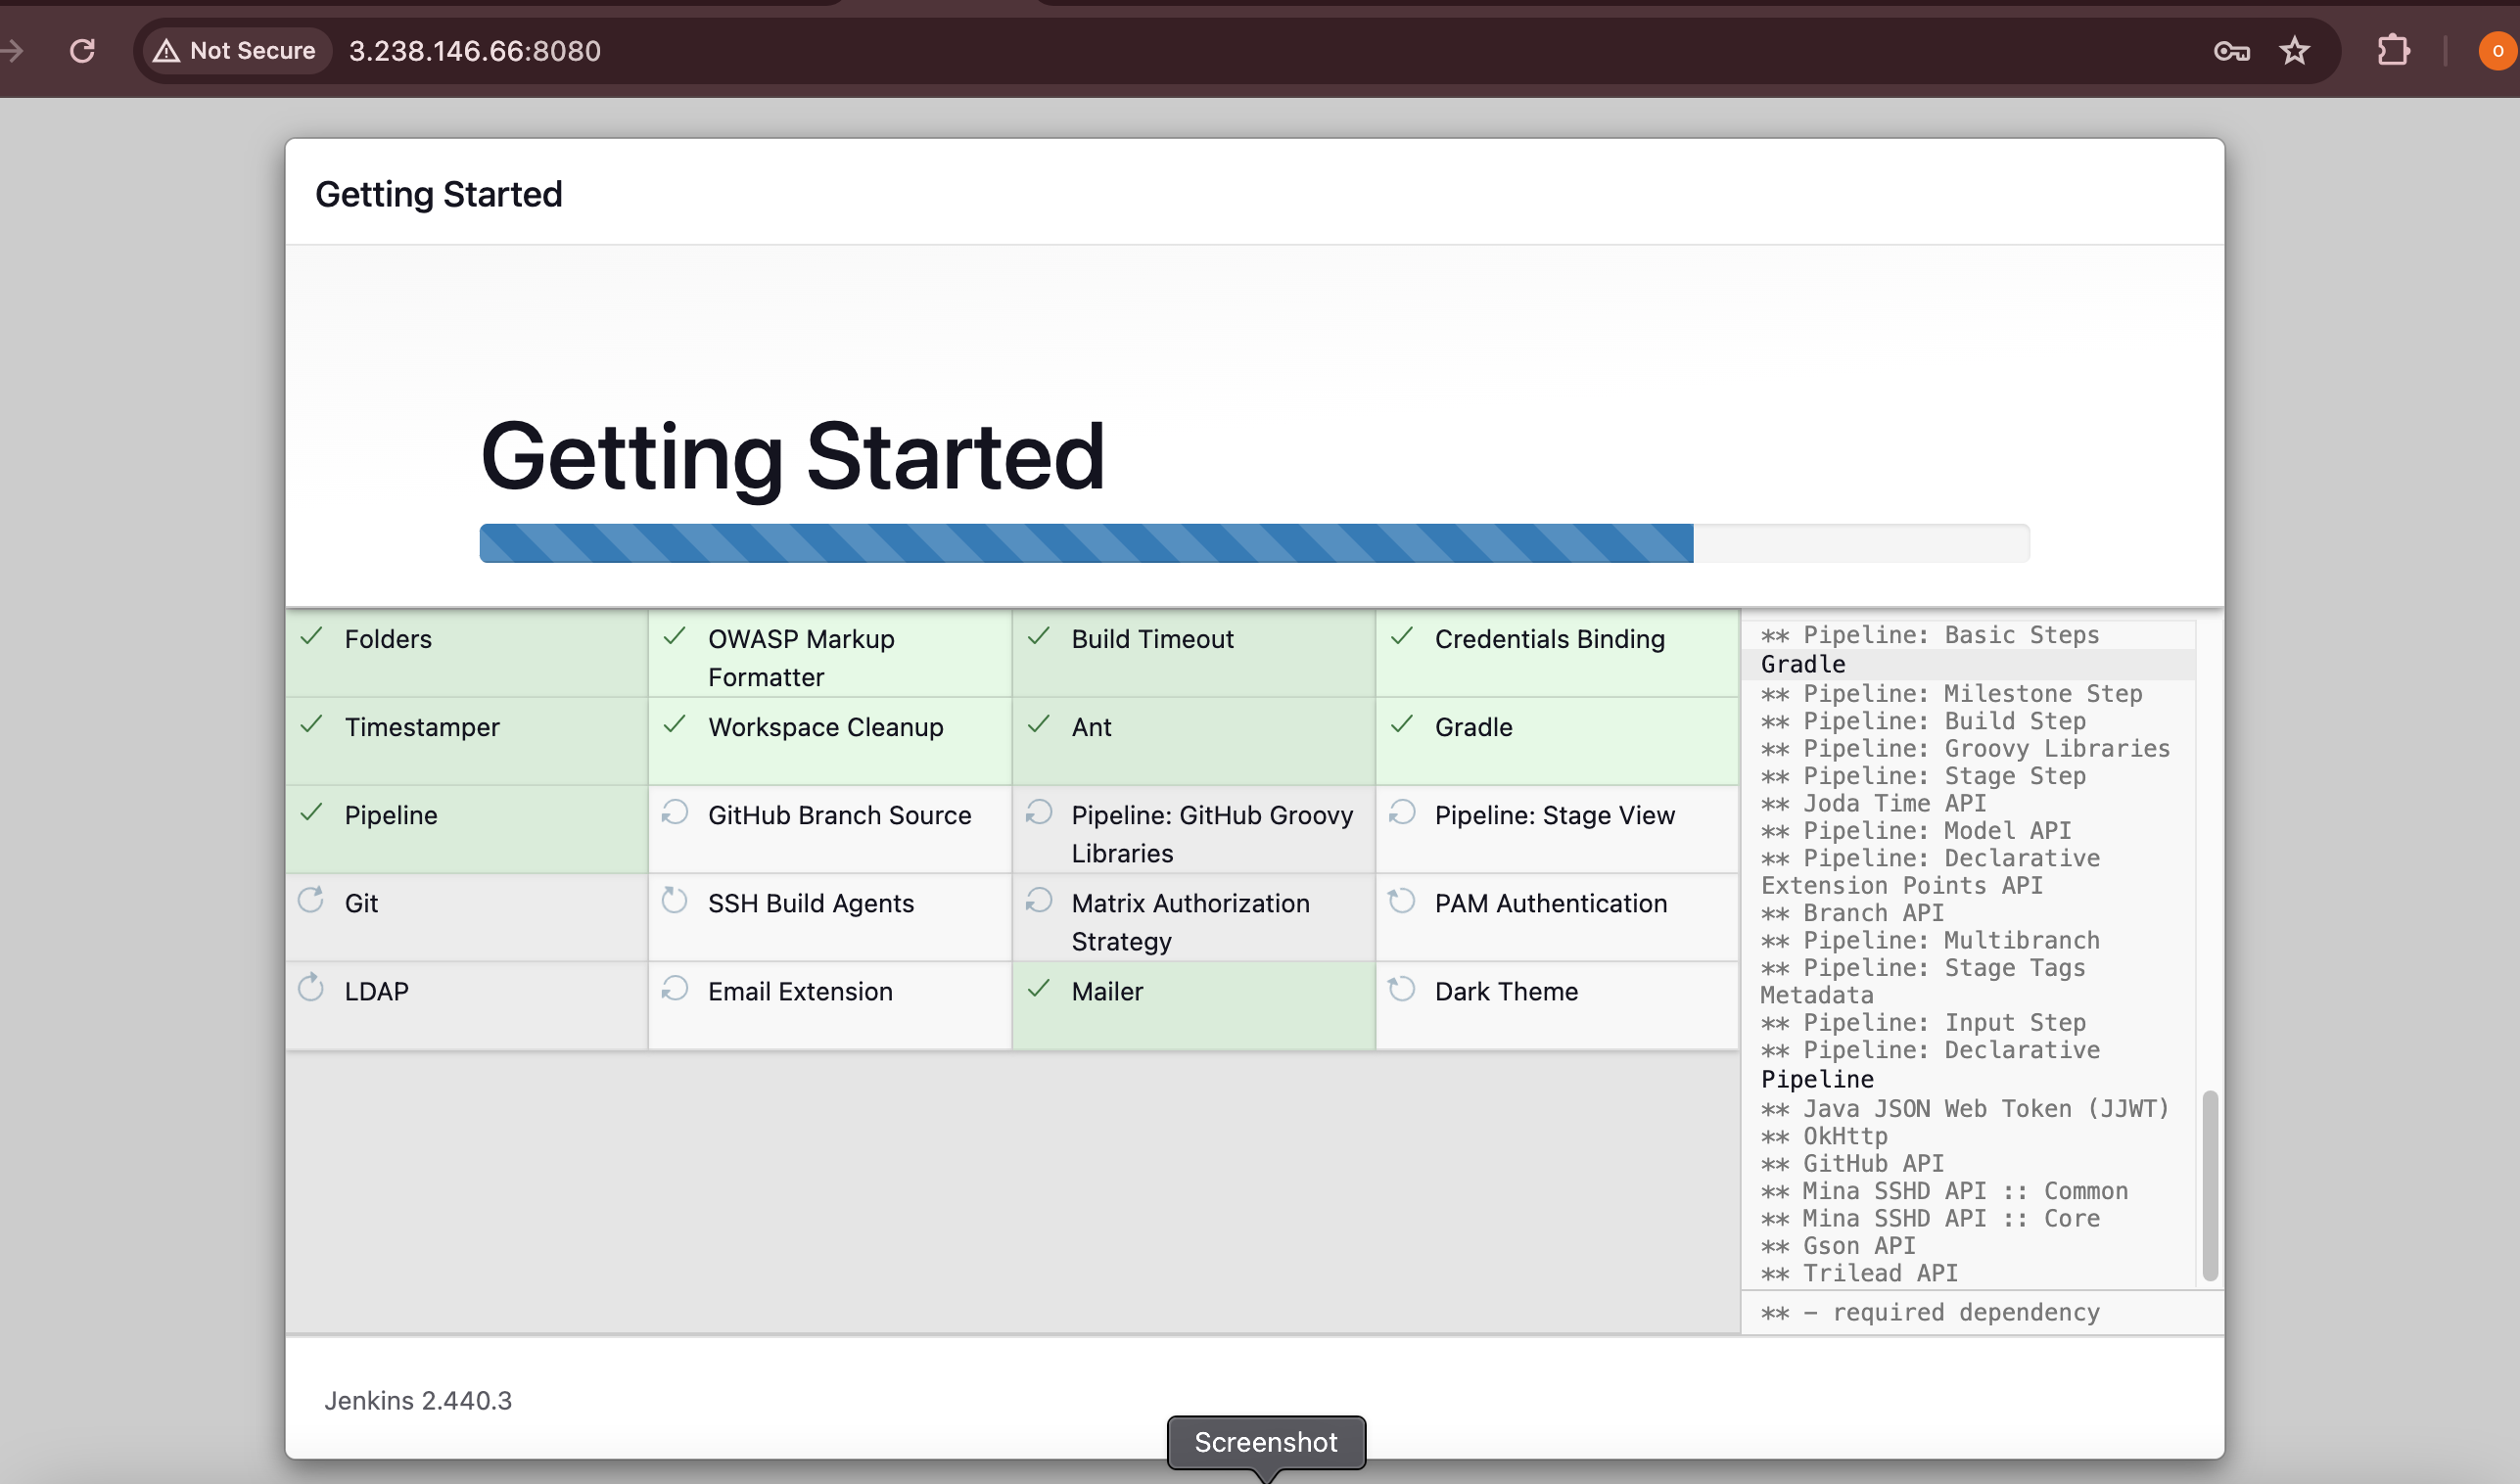 Not Secure 3.238.146.66:8080
o
Getting Started
Getting Started
Folders
OWASP Markup
Formatter
Build Timeout
Credentials Binding
Timestamper
Workspace Cleanup
Ant
Gradle
Pipeline
GitHub Branch Source
Pipeline: GitHub Groovy
Libraries
Pipeline: Stage View
Git
SSH Build Agents
Matrix Authorization
Strategy
PAM Authentication
LDAP
Email Extension
Mailer
Dark Theme
** Pipeline: Basic Steps
Gradle
** Pipeline: Milestone Step
** Pipeline: Build Step
** Pipeline: Groovy Libraries
** Pipeline: Stage Step
** Joda Time API
** Pipeline: Model API
** Pipeline: Declarative
Extension Points API
** Branch API
** Pipeline: Multibranch
** Pipeline: Stage Tags
Metadata
** Pipeline: Input Step
** Pipeline: Declarative
Pipeline
** Java JSON Web Token (JJWT)
** OkHttp
** GitHub API
** Mina SSHD API :: Common
** Mina SSHD API :: Core
** Gson API
** Trilead API
** - required dependency
Jenkins 2.440.3
Screenshot